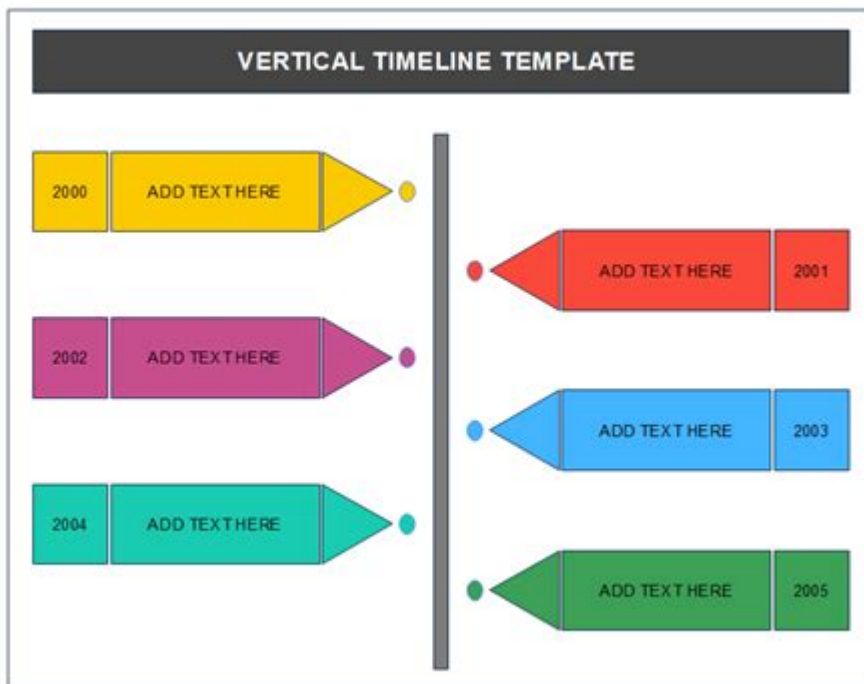 VERTICAL TIMELINE TEMPLATE
2000 ADD TEXT HERE
ADD TEXT HERE 2001
2002 ADD TEXT HERE
ADD TEXT HERE 2003
2004 ADD TEXT HERE
ADD TEXT HERE 2005